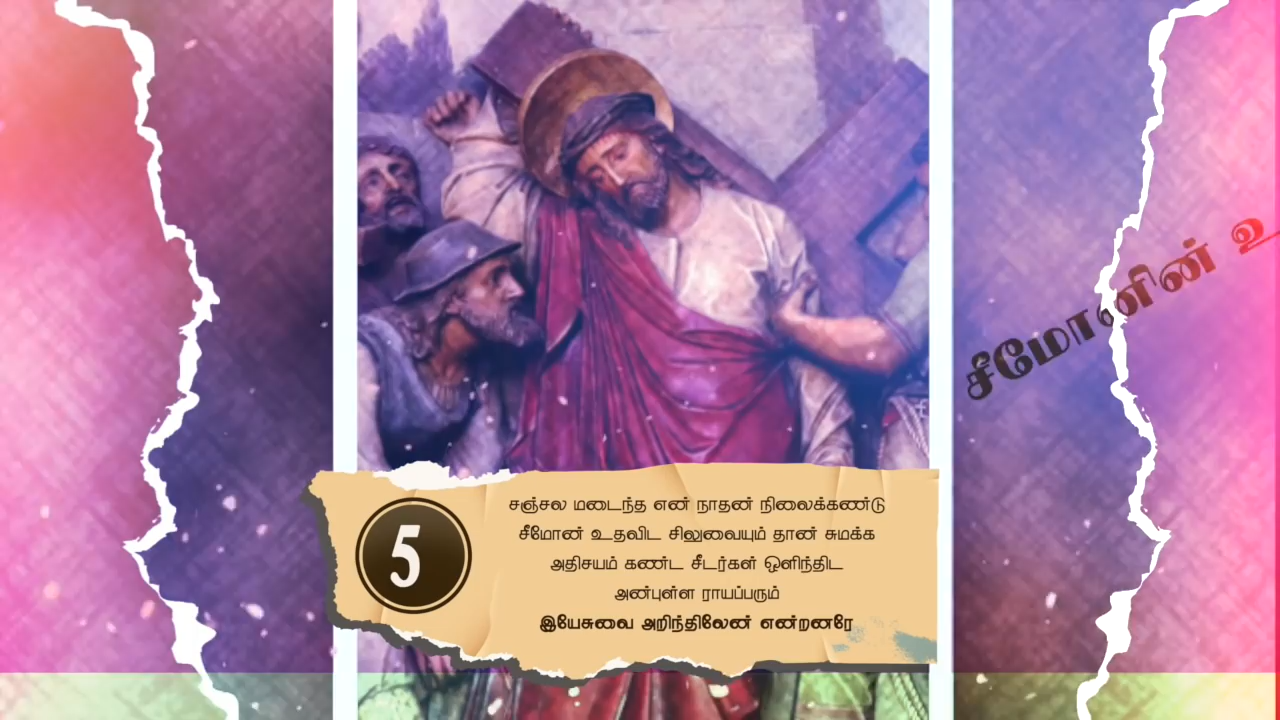 5
சஞ்சல மடைந்த என் நாதன் நிலைக்கண்டு
சீமோன் உதவிட சிலுவையும் தான் சுமக்க
அதிசயம் கண்ட சீடர்கள் ஒளிந்திட
அன்புள்ள ராயப்பரும்
இயேசுவை அறிந்திலேன் என்றனரே
சீமோனின் உ